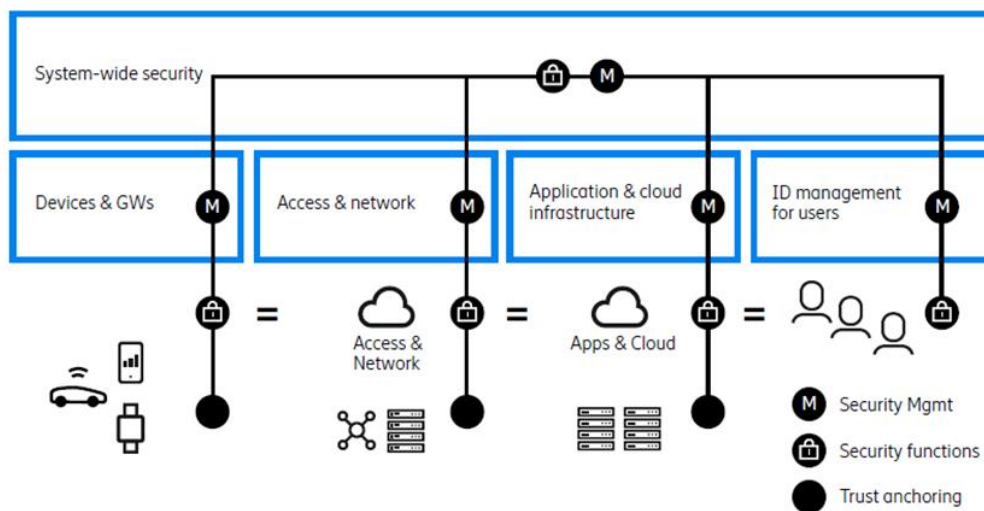 System-wide security
M
Devices & GWs
M
Access & network
M
Application & cloud
infrastructure
M
ID management
for users
M
=
=
=
Access &
Network
Apps & Cloud
M Security Mgmt
Security functions
Trust anchoring